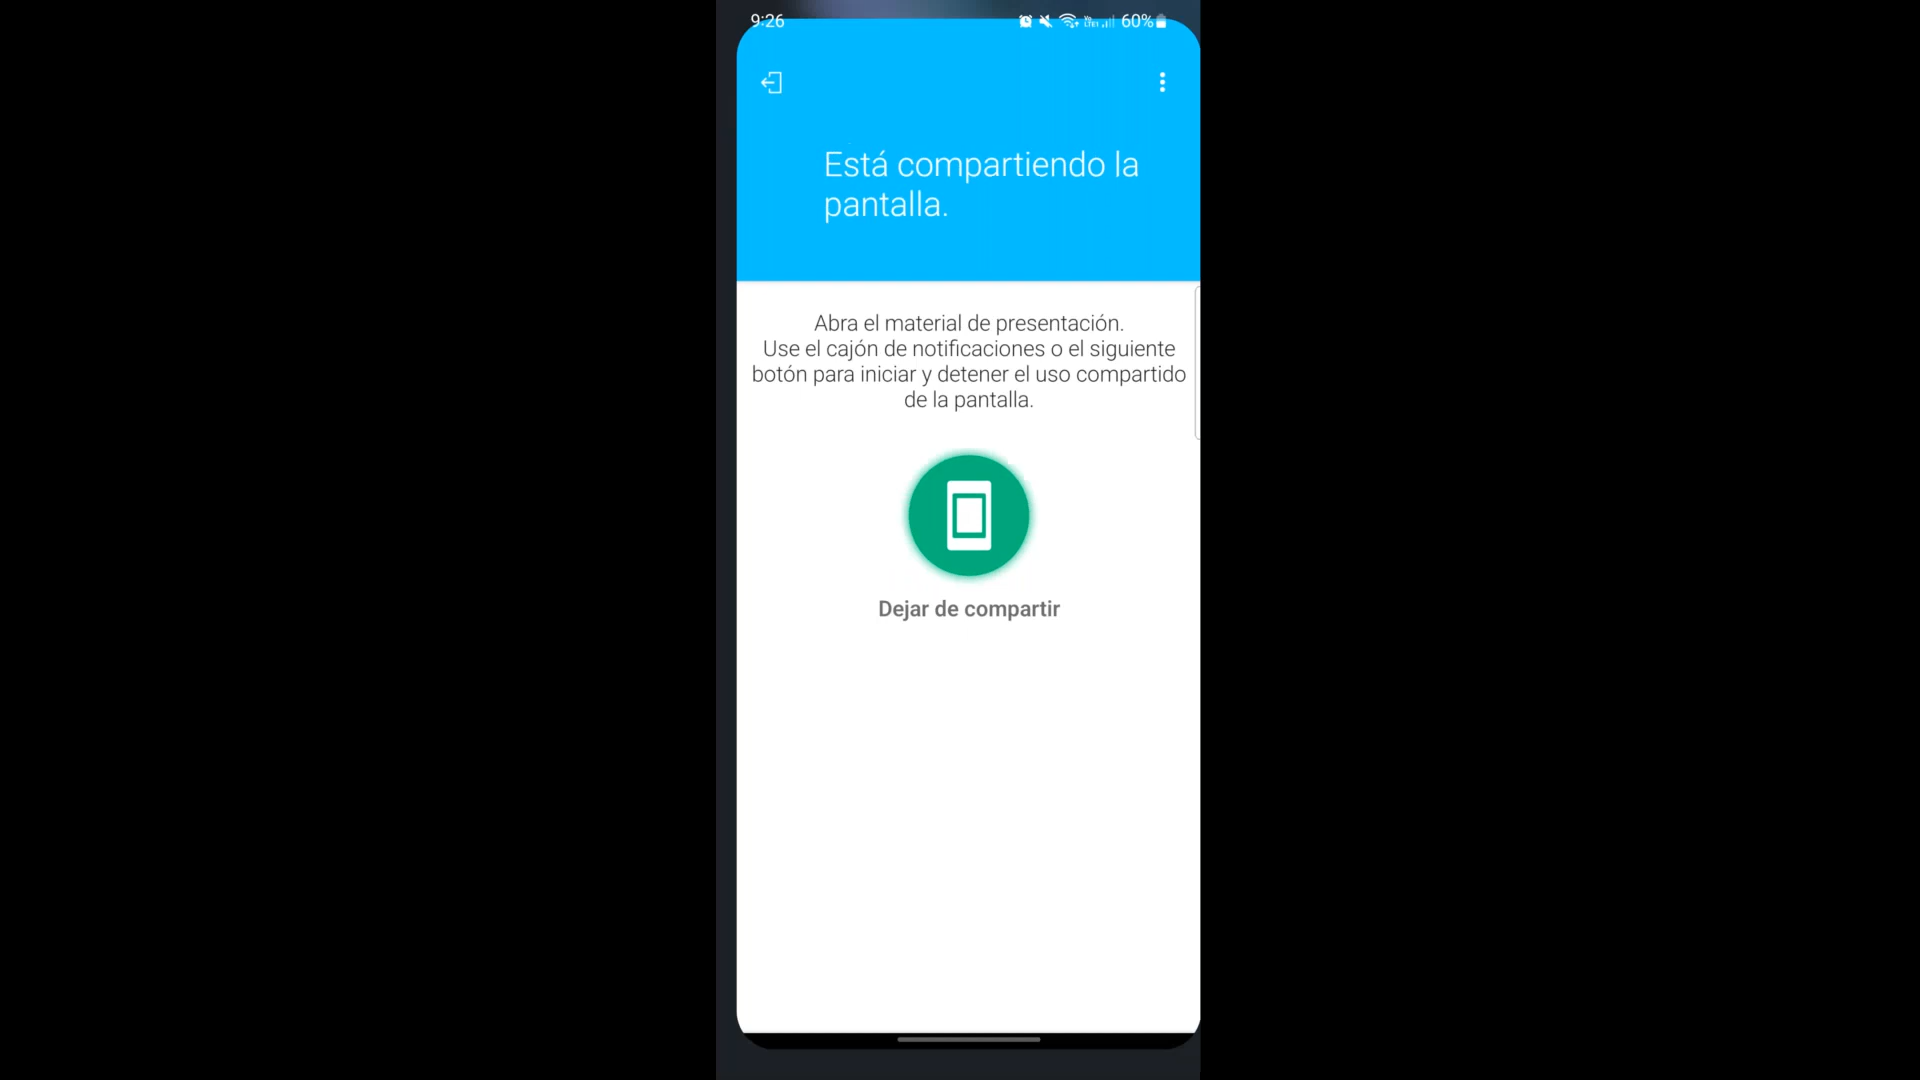 9:26
60%
Está compartiendo la
pantalla.
Abra el material de presentación.
Use el cajón de notificaciones o el siguiente
botón para iniciar y detener el uso compartido
de la pantalla.
Dejar de compartir